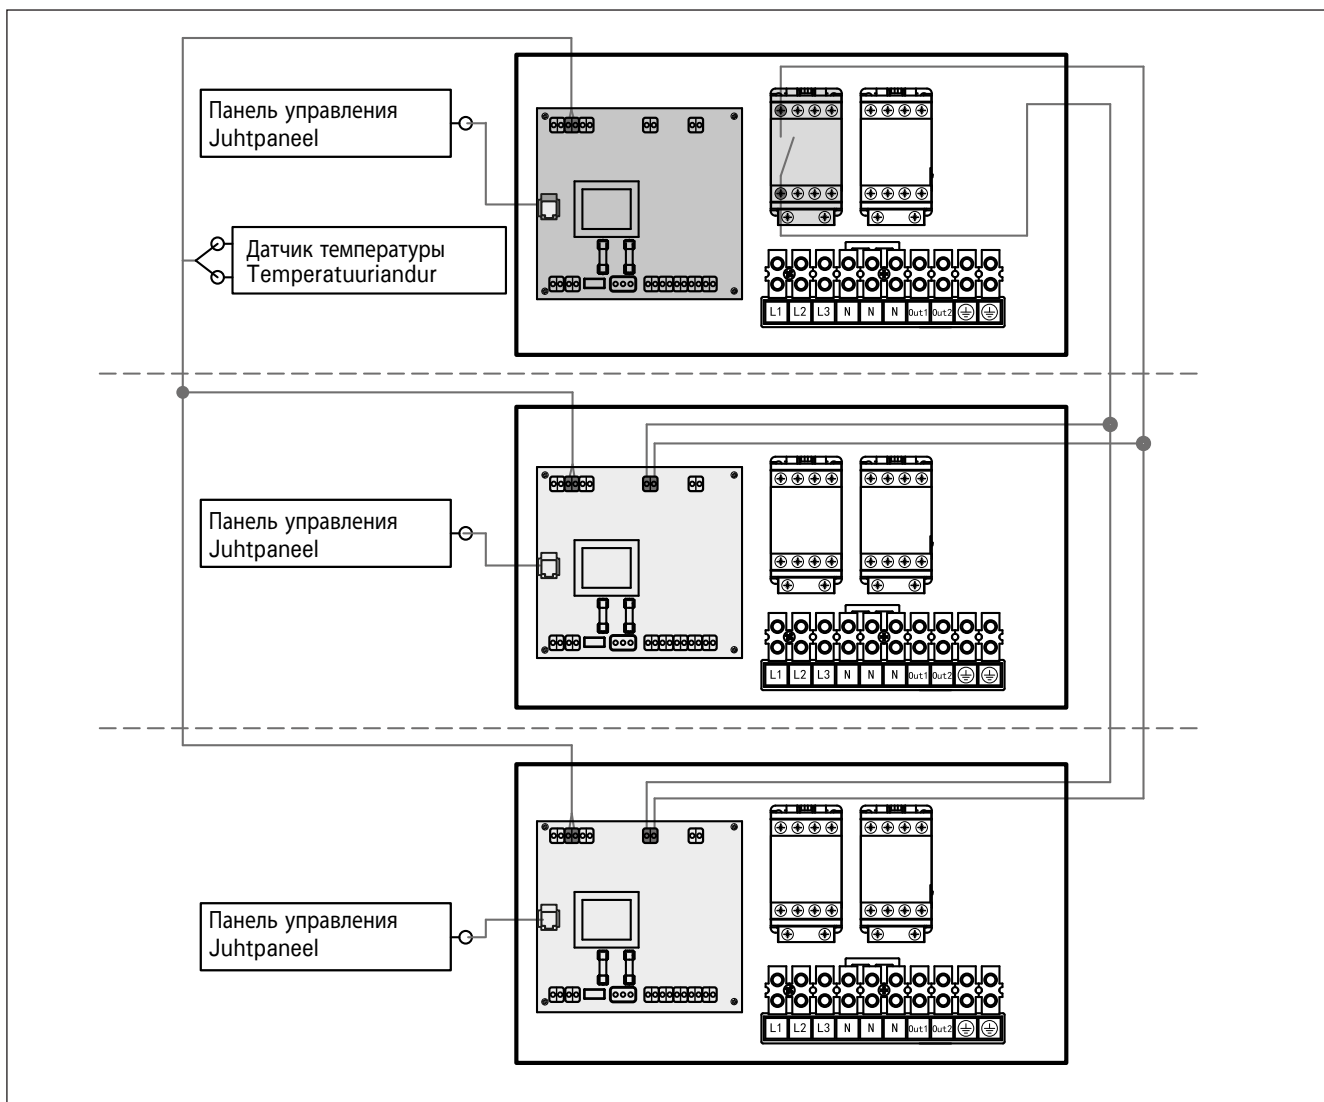 Панель управления
Juhtpaneel
Датчик температуры
Temperatuuriandur
L1 L2 L3 N N N Out1 Out2
Панель управления
Juhtpaneel
L1 L2 L3 N N N Out1 Out2
Панель управления
Juhtpaneel
L1 L2 L3 N N N Out1 Out2